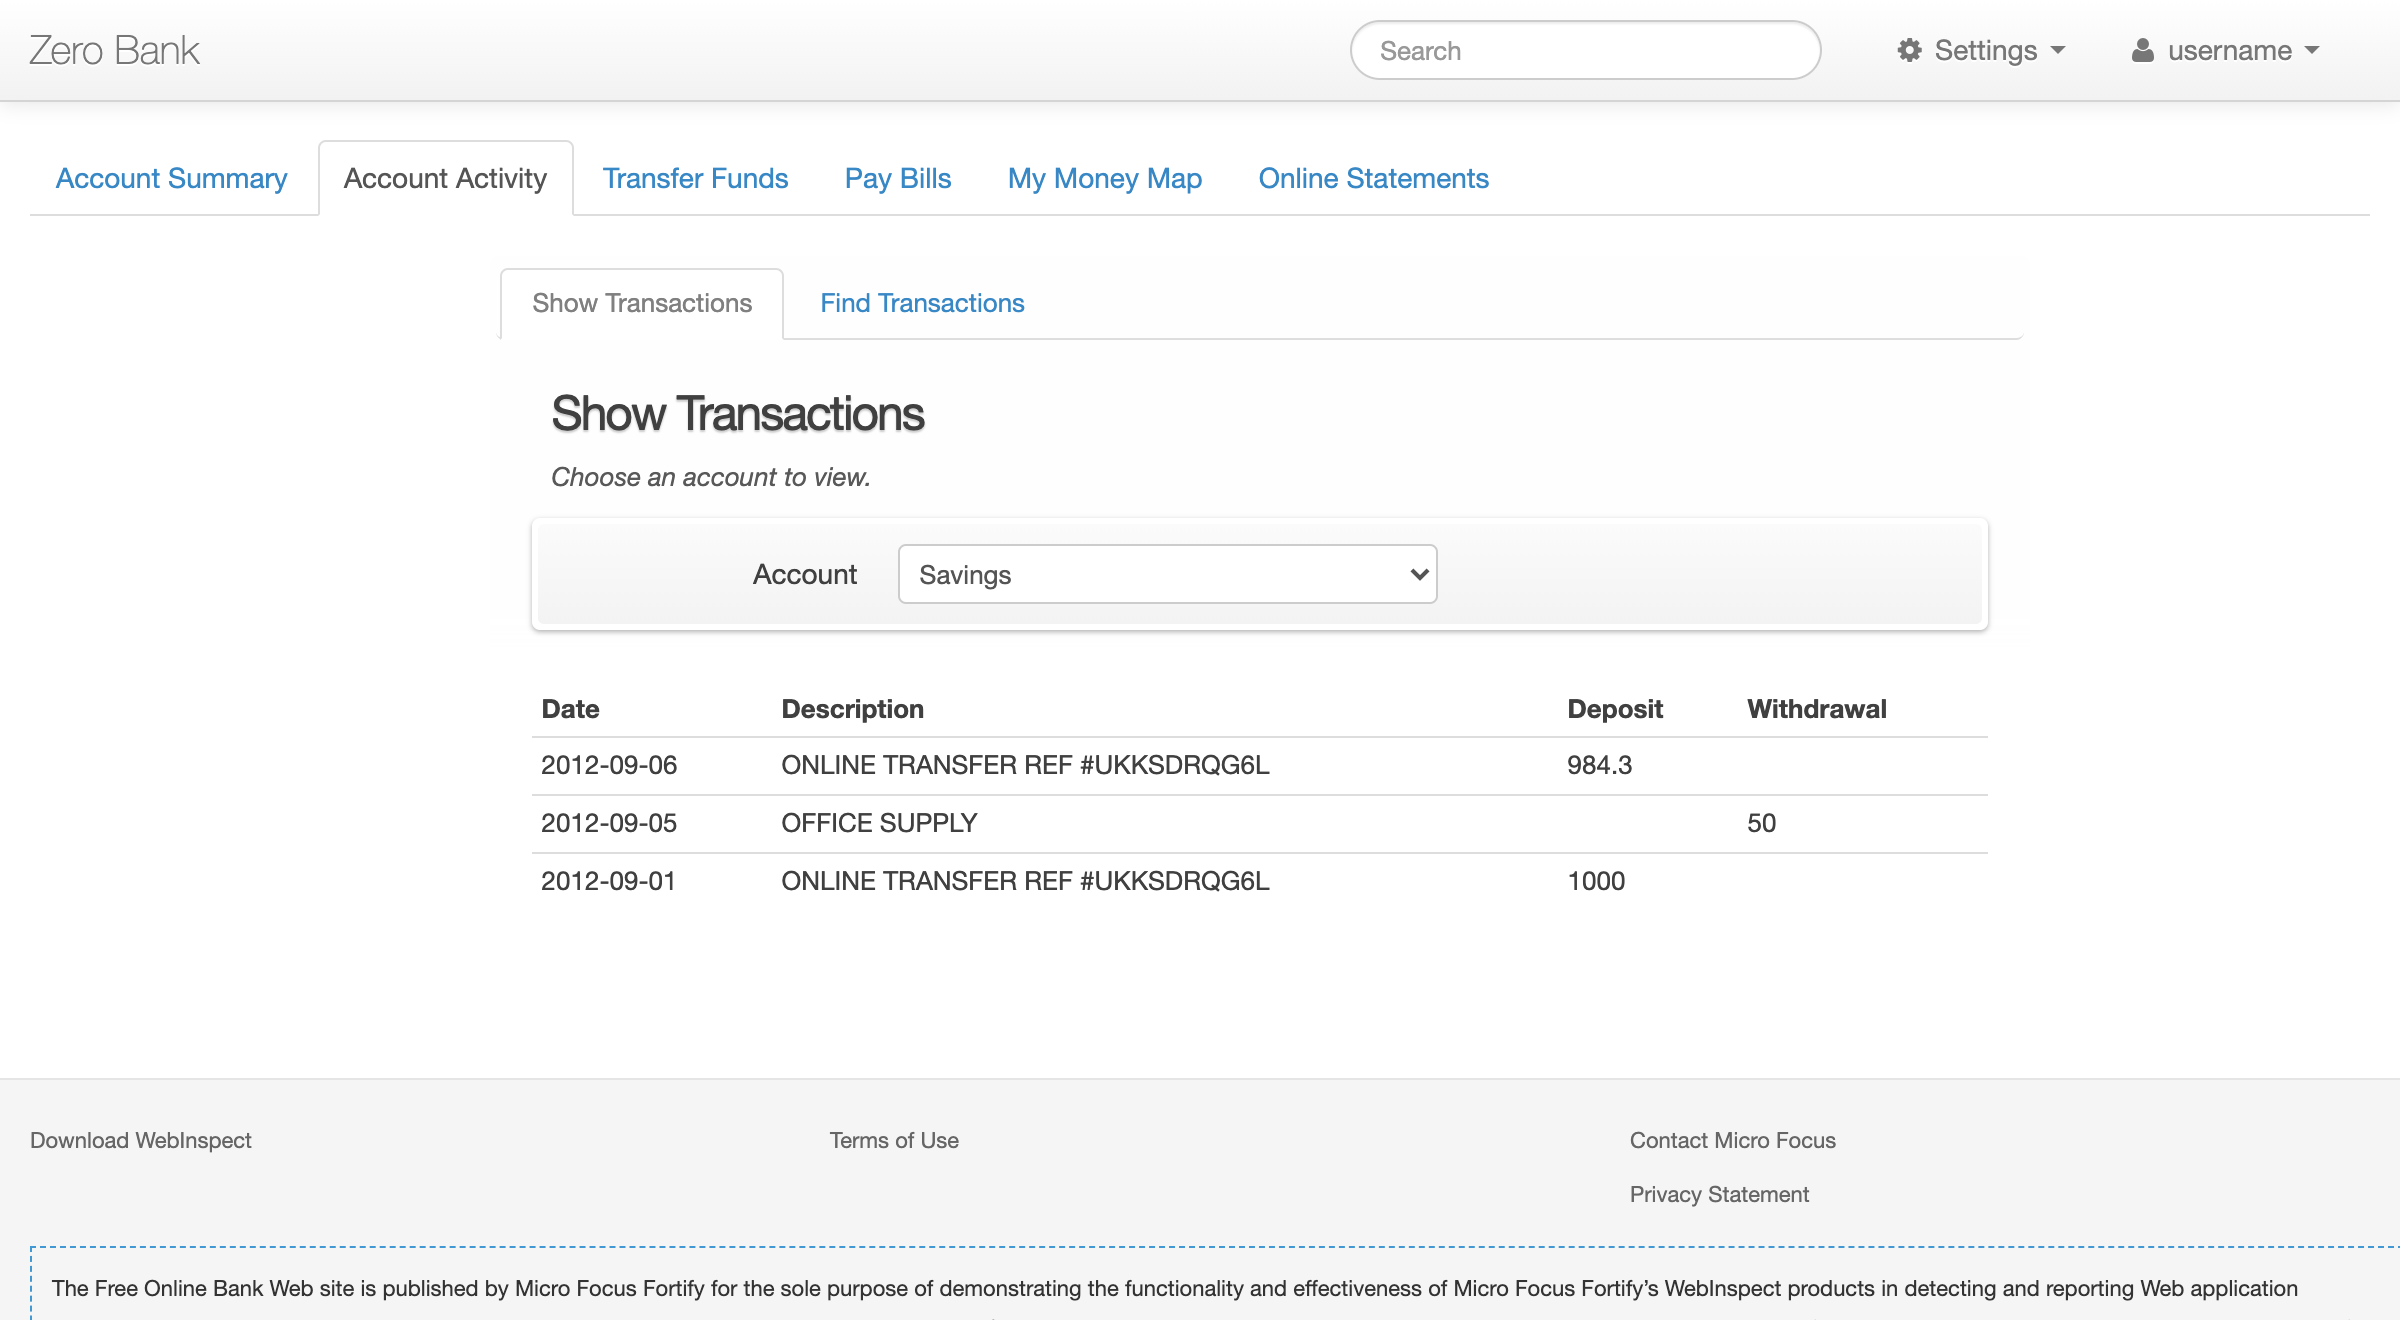 Zero Bank
Search
Settings
username
Account Summary
Account Activity
Transfer Funds
Pay Bills
My Money Map
Online Statements
Show Transactions
Find Transactions
Show Transactions
Choose an account to view.
Account
Savings
Date Description Deposit Withdrawal
2012-09-06 ONLINE TRANSFER REF #UKKSDRQG6L 984.3
2012-09-05 OFFICE SUPPLY 50
2012-09-01 ONLINE TRANSFER REF #UKKSDRQG6L 1000
Download WebInspect
Terms of Use
Contact Micro Focus
Privacy Statement
The Free Online Bank Web site is published by Micro Focus Fortify for the sole purpose of demonstrating the functionality and effectiveness of Micro Focus Fortify’s WebInspect products in detecting and reporting Web application